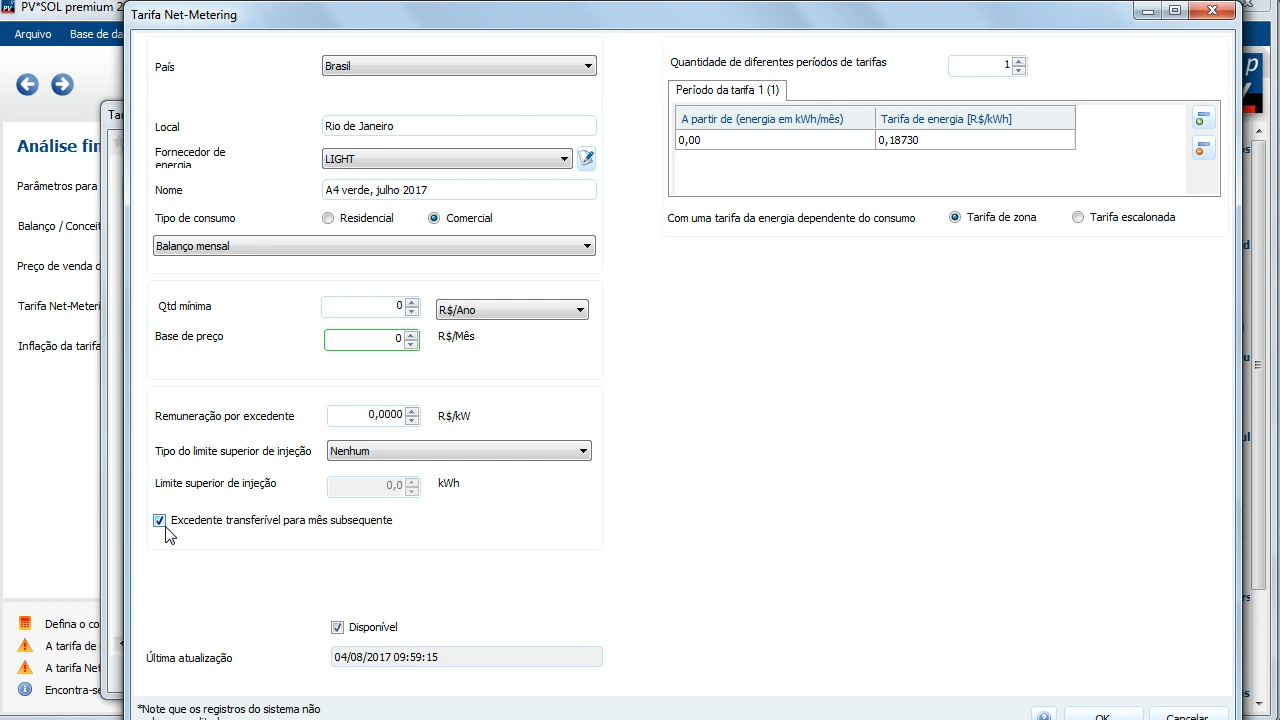 PV*SOL premium 2
Tarifa Net-Metering
Arquivo
Base de da
País
Brasil
Local
Rio de Janeiro
Fornecedor de energia
LIGHT
Nome
A4 verde, julho 2017
Tipo de consumo
Residencial
Comercial
Balanço mensal
Qtd mínima
0
R$/Ano
Base de preço
0
R$/Mês
Remuneração por excedente
0,0000
R$/kW
Tipo do limite superior de injeção
Nenhum
Limite superior de injeção
0,0
kWh
Excedente transferível para mês subsequente
Disponível
Última atualização
04/08/2017 09:59:15
*Note que os registros do sistema não
Quantidade de diferentes períodos de tarifas
1
Período da tarifa 1 (1)
A partir de (energia em kWh/mês)
Tarifa de energia [R$/kWh]
0,00
0,18730
Com uma tarifa da energia dependente do consumo
Tarifa de zona
Tarifa escalonada
OK
Cancelar
Tar
Análise fin
Parâmetros para
Balanço / Conceit
Preço de venda d
Tarifa Net-Meteri
Inflação da tarifa
Defina o co
A tarifa de
A tarifa Net
Encontra-se